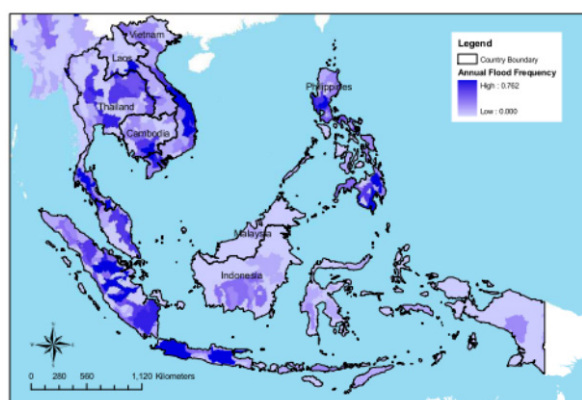 Vietnam
Laos
Thailand
Cambodia
Philippines
Malaysia
Indonesia
Legend
Country Boundary
Annual Flood Frequency
High : 0.762
Low : 0.000
0 280 560 1,120 Kilometers